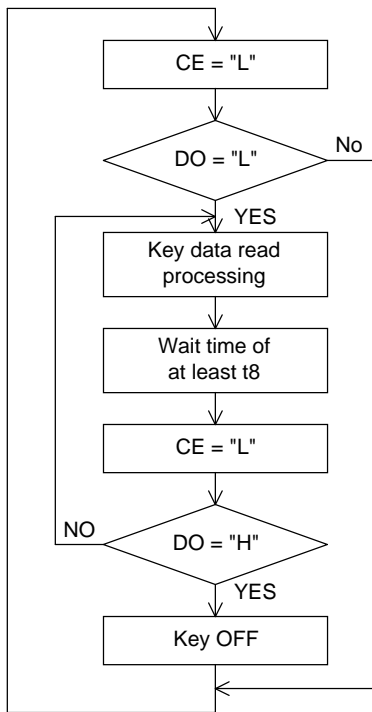 CE = "L"
DO = "L"
No
YES
Key data read
processing
Wait time of
at least t8
CE = "L"
NO
DO = "H"
YES
Key OFF